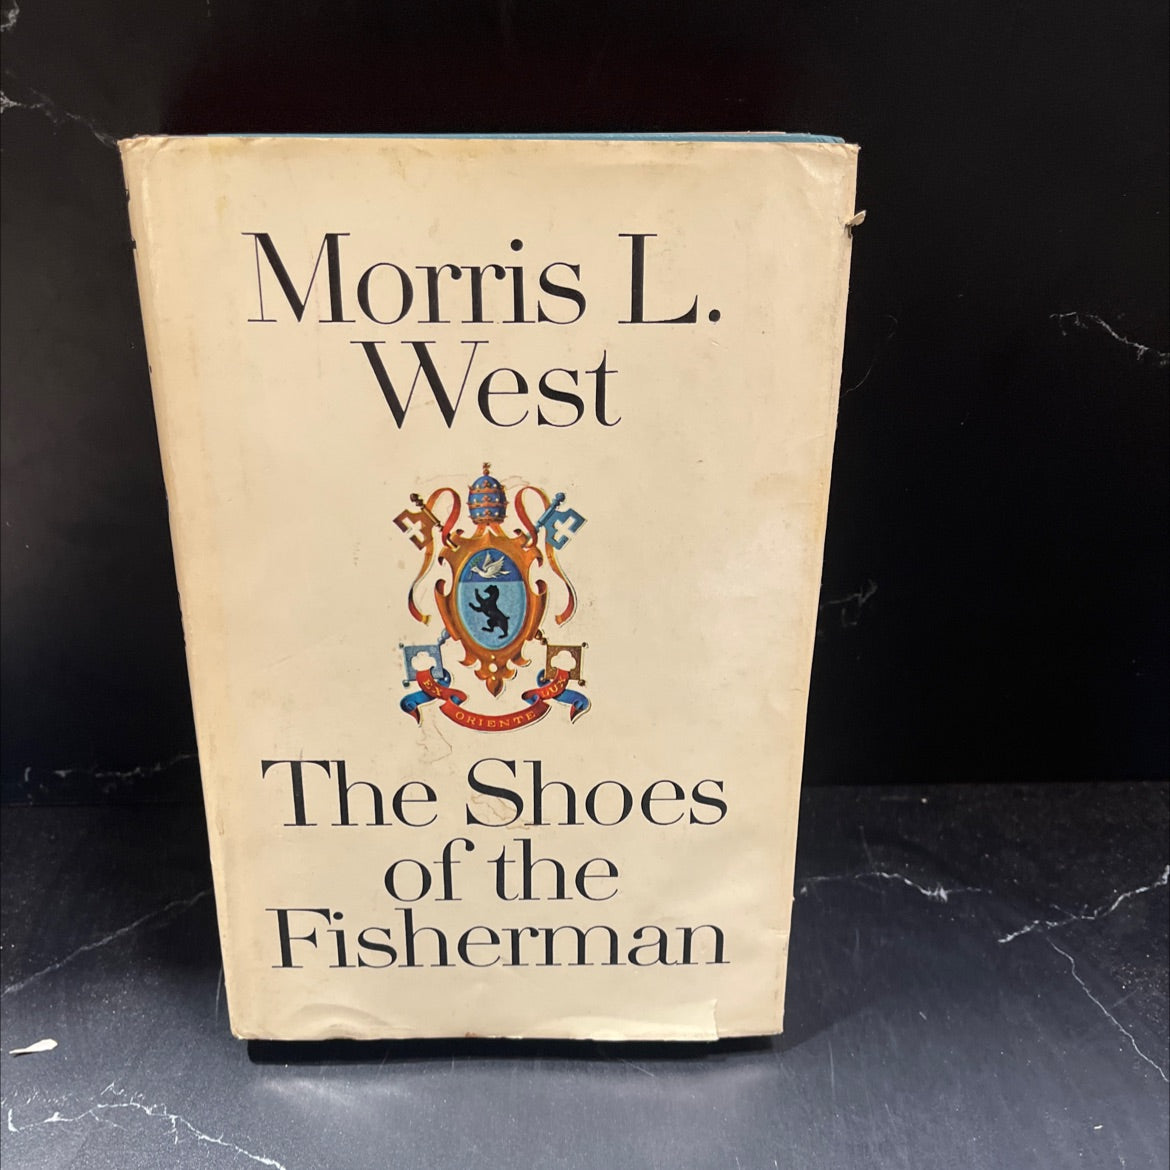 Morris L.
West
EX ORIENTE LUX
The Shoes
of the
Fisherman